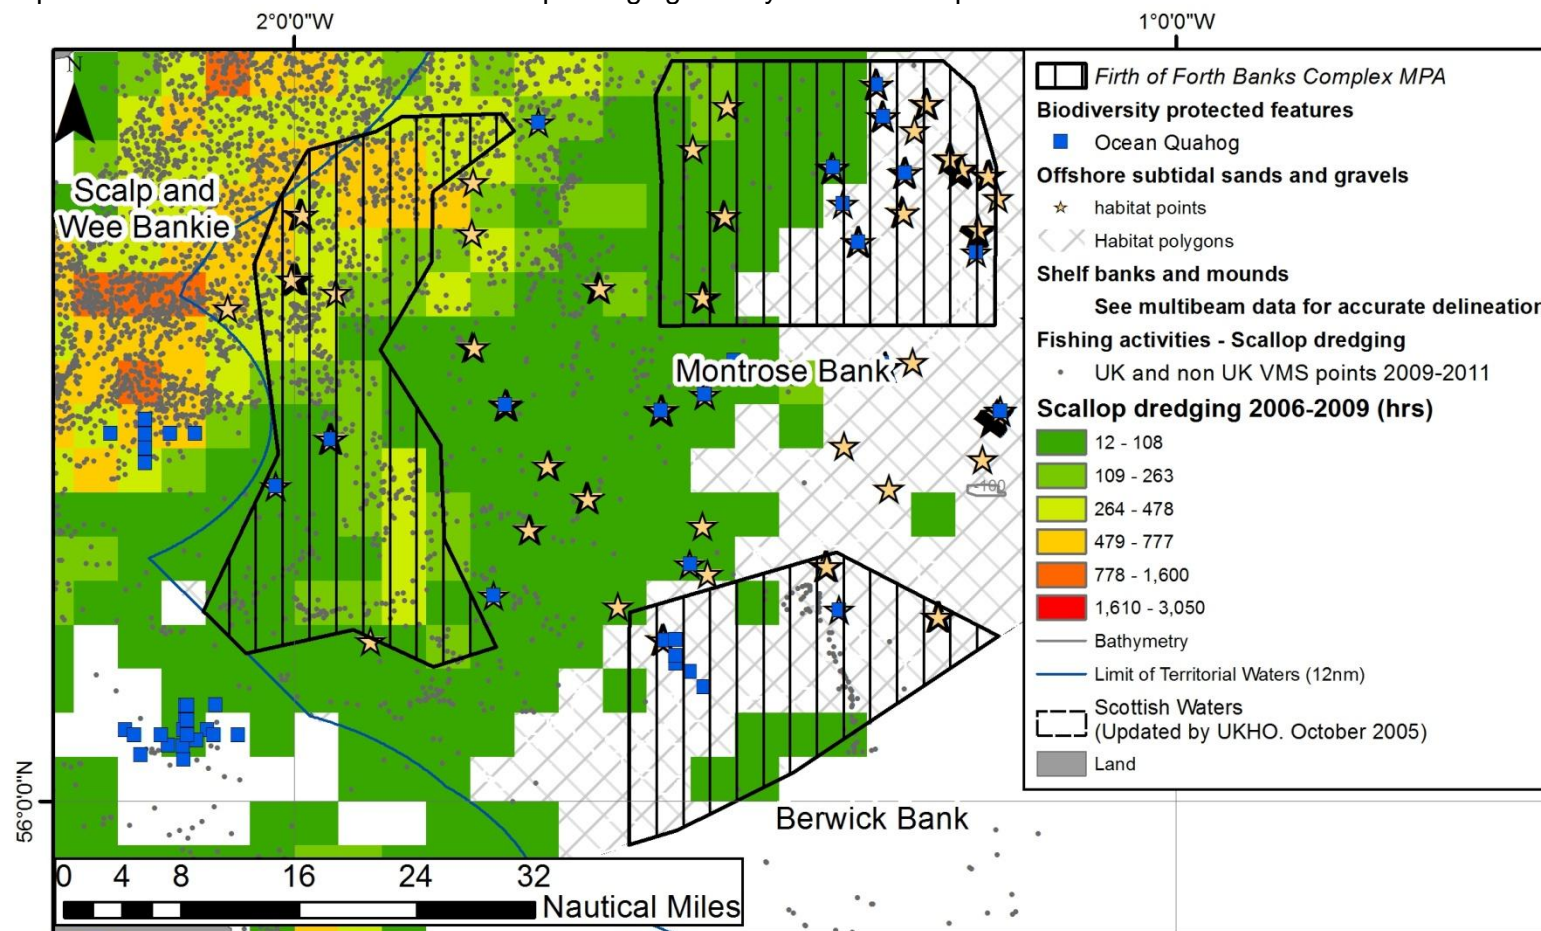 2°0'0"W
1°0'0"W
N
Scalp and
Wee Bankie
Montrose Bank
-100
Berwick Bank
56°0'0"N
0 4 8 16 24 32
Nautical Miles
Firth of Forth Banks Complex MPA
Biodiversity protected features
Ocean Quahog
Offshore subtidal sands and gravels
habitat points
Habitat polygons
Shelf banks and mounds
See multibeam data for accurate delineation
Fishing activities - Scallop dredging
UK and non UK VMS points 2009-2011
Scallop dredging 2006-2009 (hrs)
12 - 108
109 - 263
264 - 478
479 - 777
778 - 1,600
1,610 - 3,050
Bathymetry
Limit of Territorial Waters (12nm)
Scottish Waters
(Updated by UKHO. October 2005)
Land